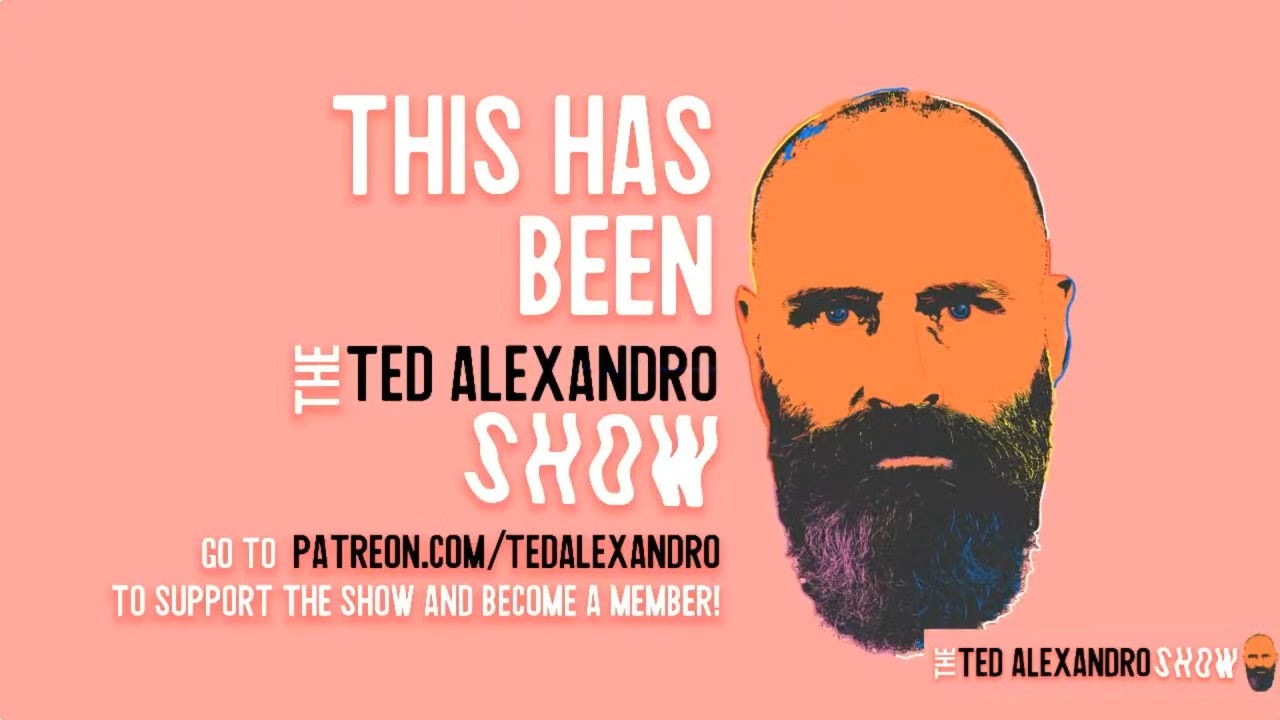 THIS HAS
BEEN
THE TED ALEXANDRO
SHOW
GO TO PATREON.COM/TEDALEXANDRO
TO SUPPORT THE SHOW AND BECOME A MEMBER!
THE TED ALEXANDRO SHOW